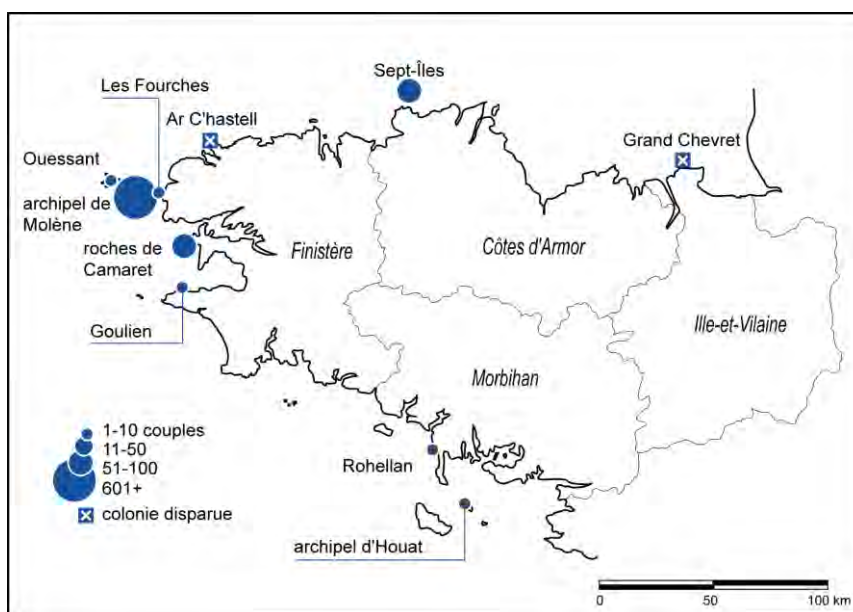 Sept-Îles
Les Fourches
Ar C'hastell
Grand Chevret
Ouessant
archipel de
Molène
roches de
Camaret
Finistère
Côtes d'Armor
Goulien
Ille-et-Vilaine
Morbihan
1-10 couples
11-50
51-100
601+
colonie disparue
Rohellan
archipel d'Houat
0
50
100 km